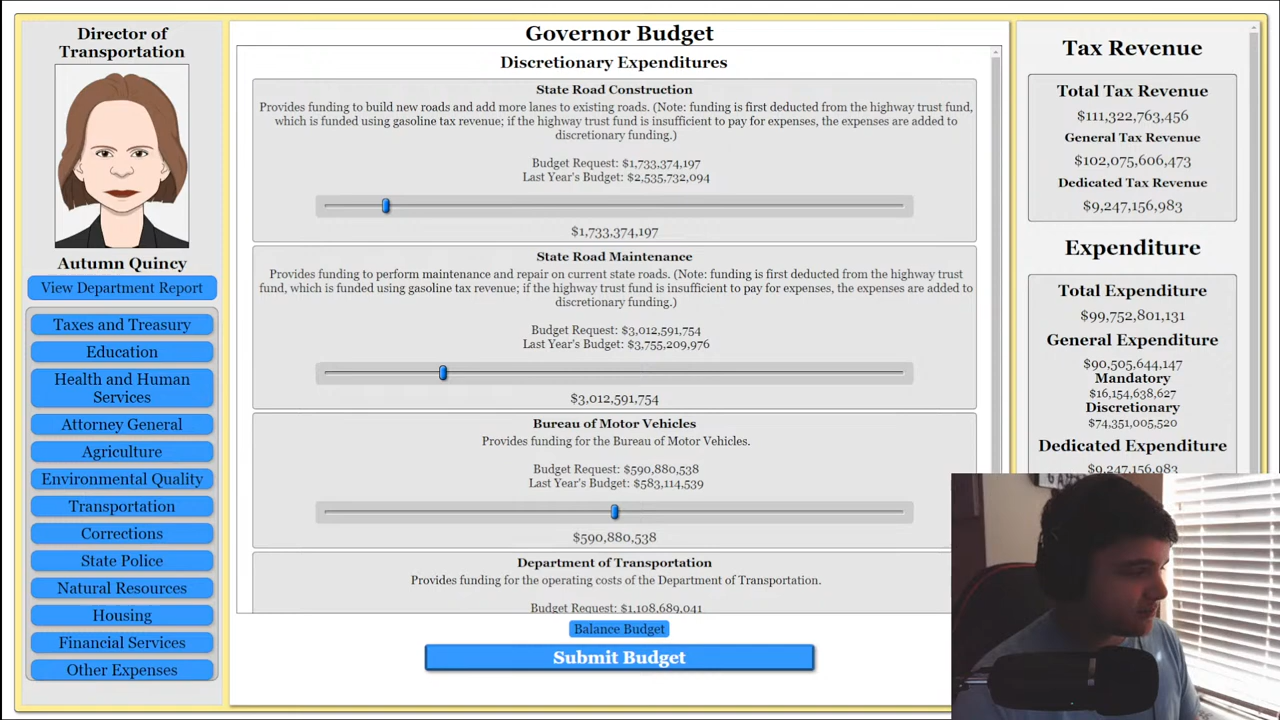 Director of
Transportation
Autumn Quincy
View Department Report
Taxes and Treasury
Education
Health and Human
Services
Attorney General
Agriculture
Environmental Quality
Transportation
Corrections
State Police
Natural Resources
Housing
Financial Services
Other Expenses
Governor Budget
Discretionary Expenditures
State Road Construction
Provides funding to build new roads and add more lanes to existing roads. (Note: funding is first deducted from the highway trust fund,
which is funded using gasoline tax revenue; if the highway trust fund is insufficient to pay for expenses, the expenses are added to
discretionary funding.)
Budget Request: $1,733,374,197
Last Year's Budget: $2,535,732,094
$1,733,374,197
State Road Maintenance
Provides funding to perform maintenance and repair on current state roads. (Note: funding is first deducted from the highway trust
fund, which is funded using gasoline tax revenue; if the highway trust fund is insufficient to pay for expenses, the expenses are added to
discretionary funding.)
Budget Request: $3,012,591,754
Last Year's Budget: $3,755,209,976
$3,012,591,754
Bureau of Motor Vehicles
Provides funding for the Bureau of Motor Vehicles.
Budget Request: $590,880,538
Last Year's Budget: $583,114,539
$590,880,538
Department of Transportation
Provides funding for the operating costs of the Department of Transportation.
Budget Request: $1,108,689,041
Balance Budget
Submit Budget
Tax Revenue
Total Tax Revenue
$111,322,763,456
General Tax Revenue
$102,075,606,473
Dedicated Tax Revenue
$9,247,156,983
Expenditure
Total Expenditure
$99,752,801,131
General Expenditure
$90,505,644,147
Mandatory
$16,154,638,627
Discretionary
$74,351,005,520
Dedicated Expenditure
$9,247,156,983